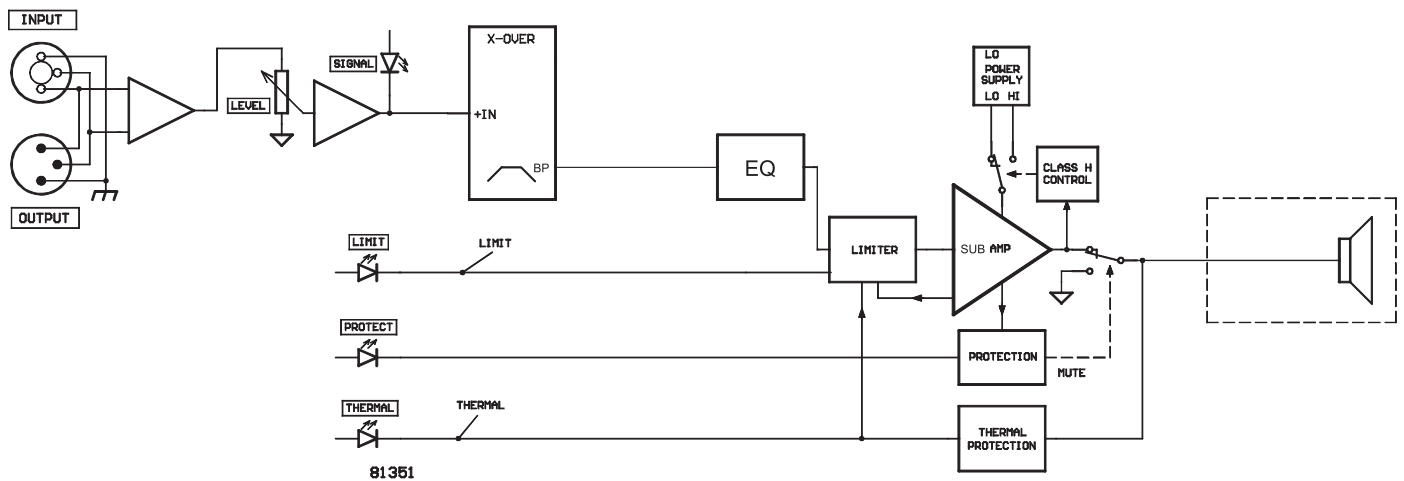 INPUT
OUTPUT
LEVEL
SIGNAL
X-OVER
+IN
BP
EQ
LO
POWER
SUPPLY
LO HI
CLASS H
CONTROL
LIMITER
SUB AMP
LIMIT
LIMIT
PROTECT
PROTECTION
MUTE
THERMAL
THERMAL
THERMAL
PROTECTION
81351